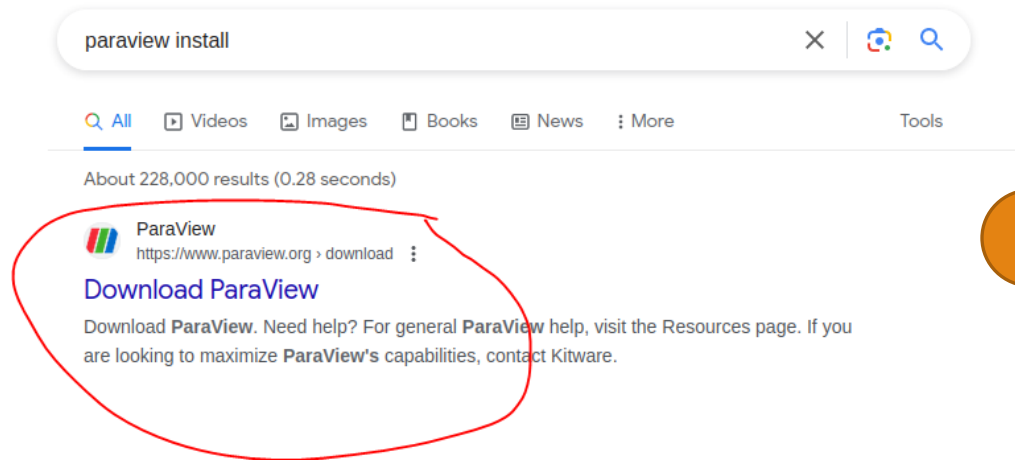 paraview install
All Videos Images Books News More Tools
About 228,000 results (0.28 seconds)
ParaView
https://www.paraview.org › download
Download ParaView
Download ParaView. Need help? For general ParaView help, visit the Resources page. If you
are looking to maximize ParaView's capabilities, contact Kitware.